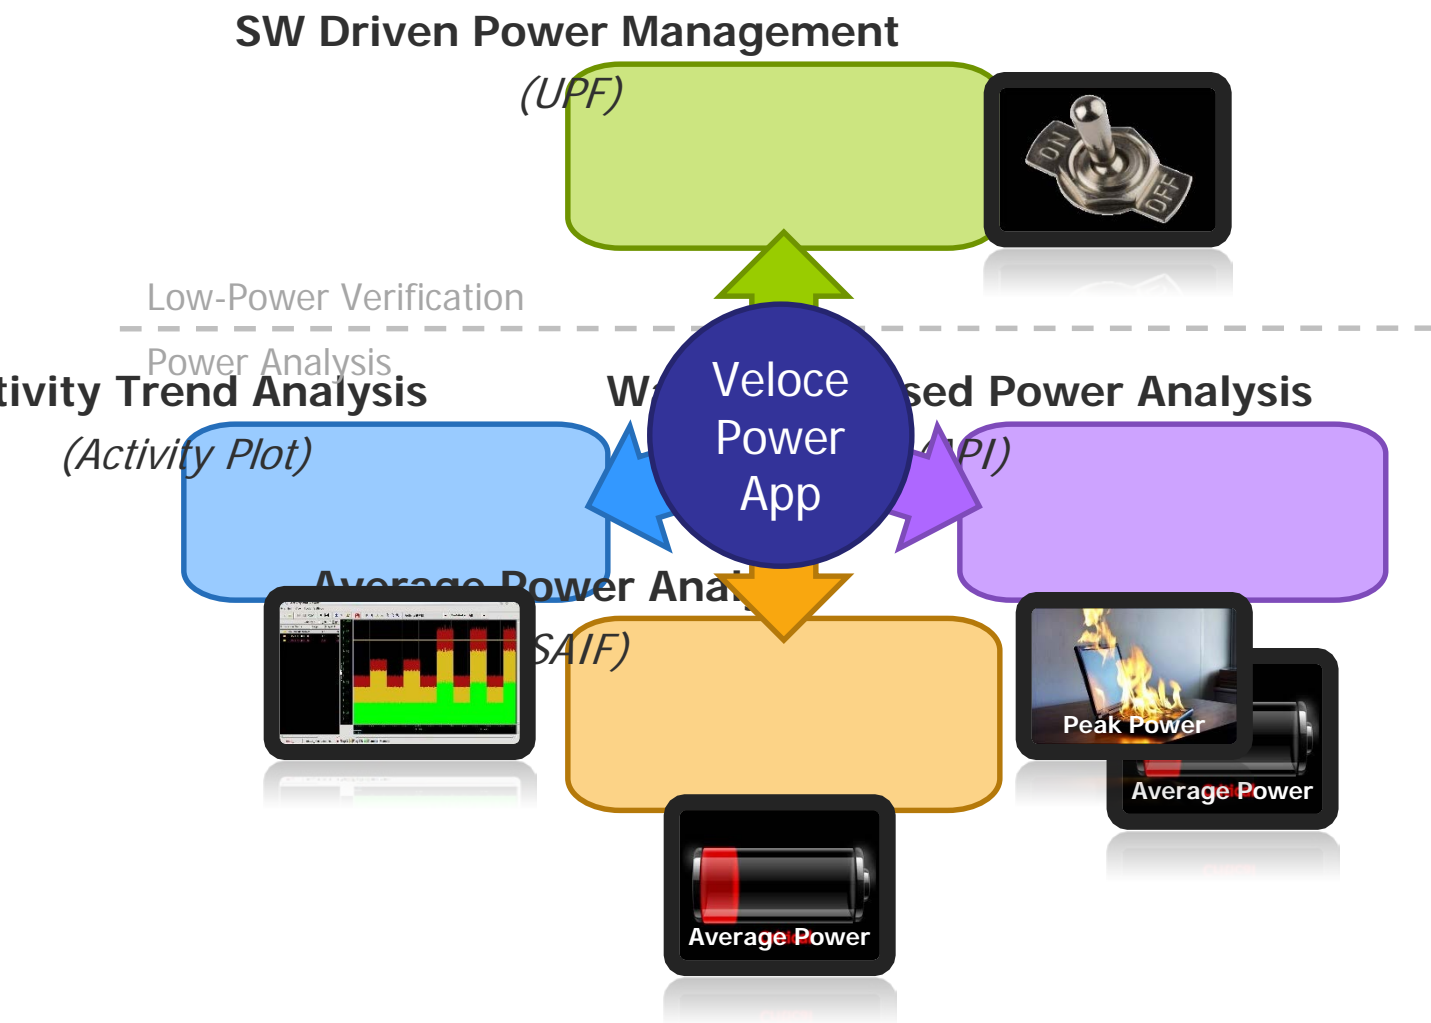 SW Driven Power Management
(UPF)
ON
OFF
Low-Power Verification
Power Analysis
tivity Trend Analysis
(Activity Plot)
Veloce
Power
App
sed Power Analysis
PI)
Average Power Anal
SAIF)
Peak Power
Average Power
Average Power